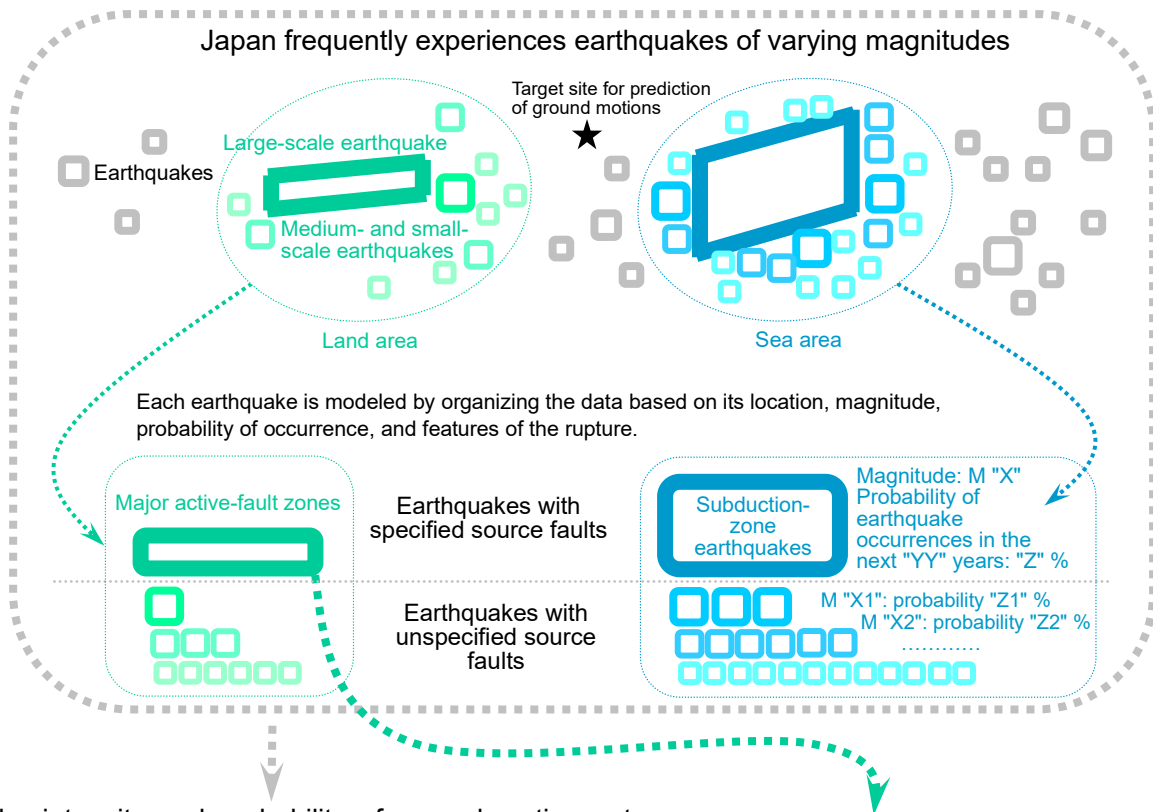 Japan frequently experiences earthquakes of varying magnitudes
Target site for prediction
of ground motions
Large-scale earthquake
Earthquakes
Medium- and small-
scale earthquakes
Land area
Sea area
Each earthquake is modeled by organizing the data based on its location, magnitude,
probability of occurrence, and features of the rupture.
Major active-fault zones
Earthquakes with
specified source faults
Subduction-
zone
earthquakes
Magnitude: M "X"
Probability of
earthquake
occurrences in the
next "YY" years: "Z" %
Earthquakes with
unspecified source
faults
M "X1": probability "Z1" %
M "X2": probability "Z2" %
............